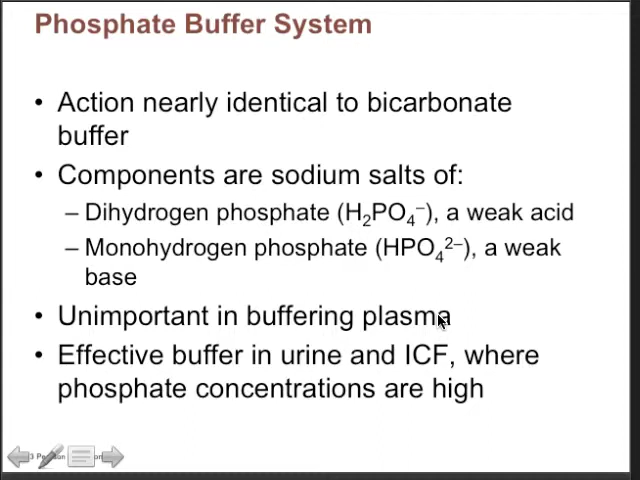 Phosphate Buffer System
• Action nearly identical to bicarbonate
buffer
• Components are sodium salts of:
– Dihydrogen phosphate (H₂PO₄⁻), a weak acid
– Monohydrogen phosphate (HPO₄²⁻), a weak
base
• Unimportant in buffering plasma
• Effective buffer in urine and ICF, where
phosphate concentrations are high